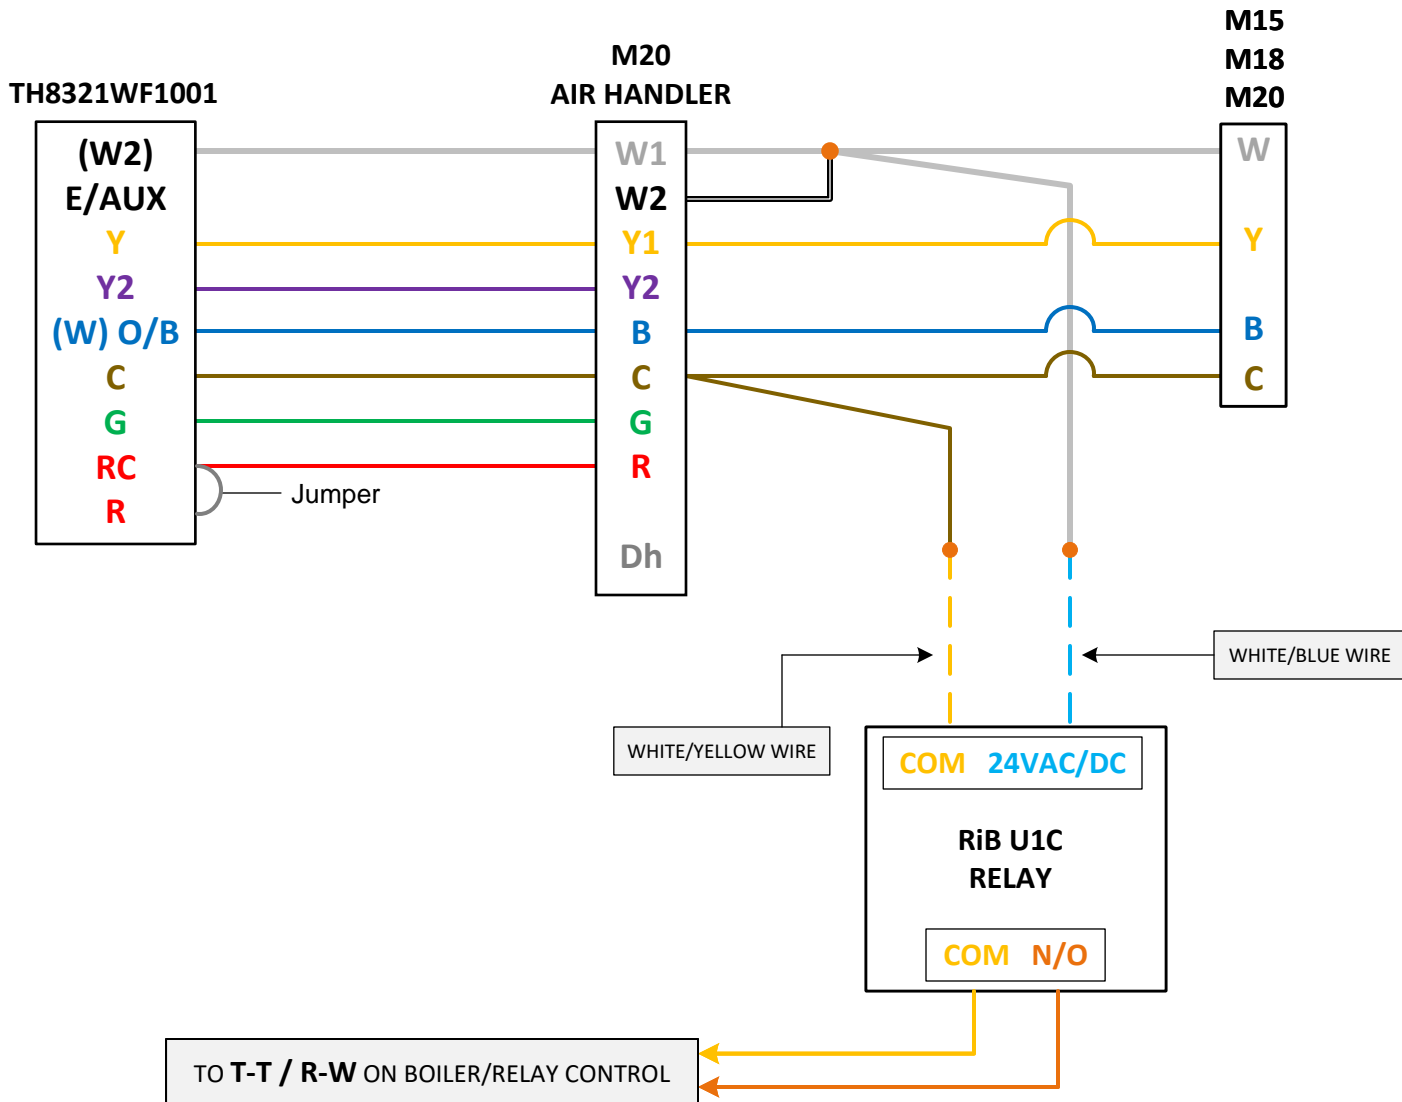 M15
M18
M20
M20
AIR HANDLER
TH8321WF1001
(W2)
E/AUX
Y
Y2
(W) O/B
C
G
RC
R
Jumper
W1
W2
Y1
Y2
B
C
G
R
Dh
W
Y
B
C
WHITE/BLUE WIRE
WHITE/YELLOW WIRE
COM 24VAC/DC
RiB U1C
RELAY
COM N/O
TO T-T / R-W ON BOILER/RELAY CONTROL